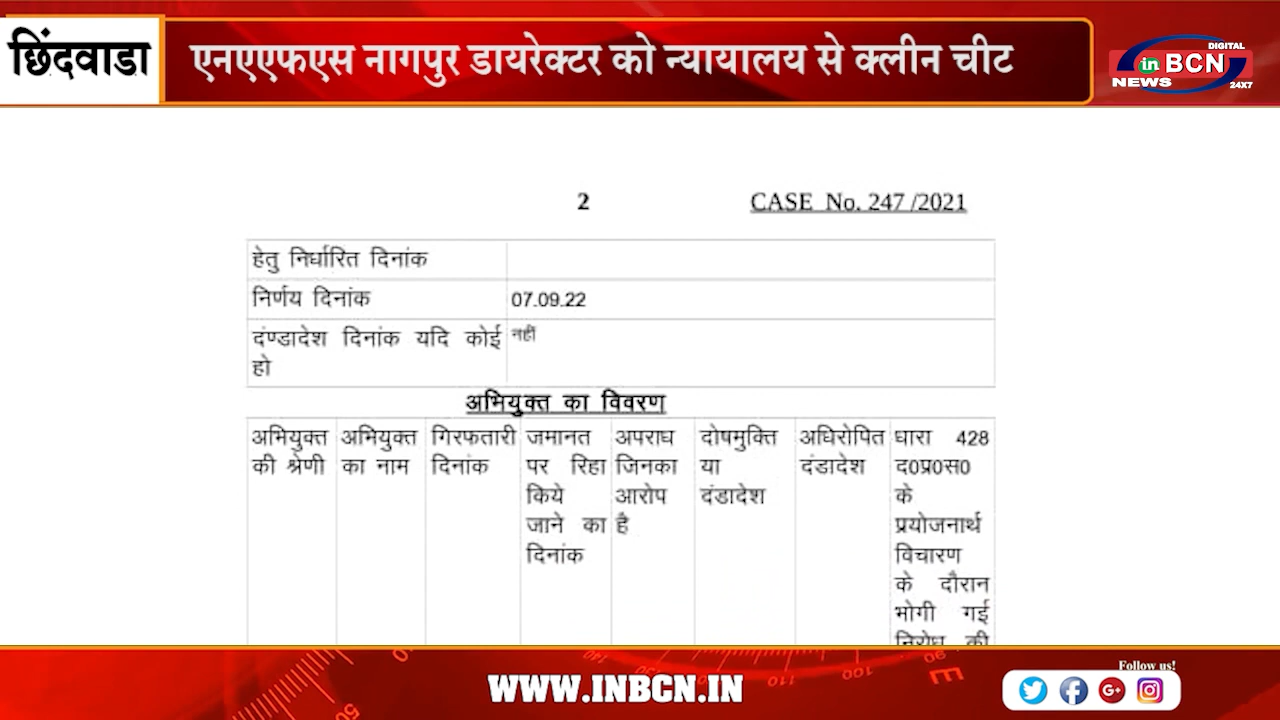 छिंदवाडा
एनएएफएस नागपुर डायरेक्टर को न्यायालय से क्लीन चीट
DIGITAL
in BCN
NEWS
24X7
2 CASE No. 247 /2021
हेतु निर्धारित दिनांक
निर्णय दिनांक 07.09.22
दंण्डादेश दिनांक यदि कोई नहीं
हो
अभियुक्त का विवरण
अभियुक्त अभियुक्त गिरफतारी जमानत अपराध दोषमुक्ति अधिरोपित धारा 428
की श्रेणी का नाम दिनांक पर रिहा जिनका या दंडादेश द0प्र0स0
किये आरोप दंडादेश के
जाने का है प्रयोजनार्थ
दिनांक विचारण
के दौरान
भोगी गई
निरोध की
WWW.INBCN.IN
Follow us!